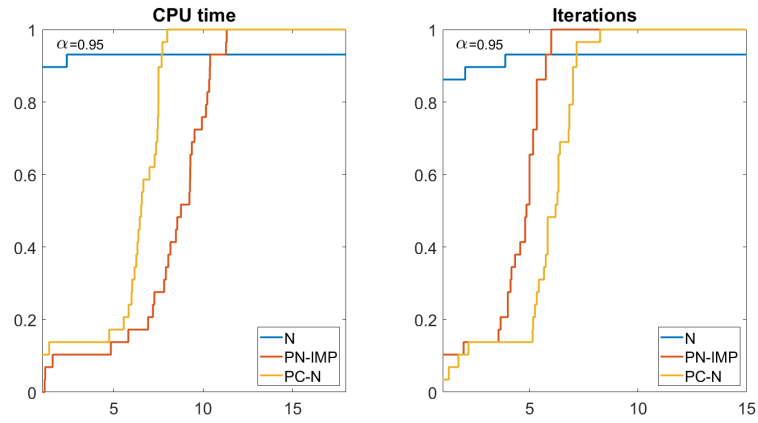 CPU time
1
0.8
0.6
0.4
0.2
0
α=0.95
N
PN-IMP
PC-N
5 10 15
Iterations
1
0.8
0.6
0.4
0.2
0
α=0.95
N
PN-IMP
PC-N
5 10 15